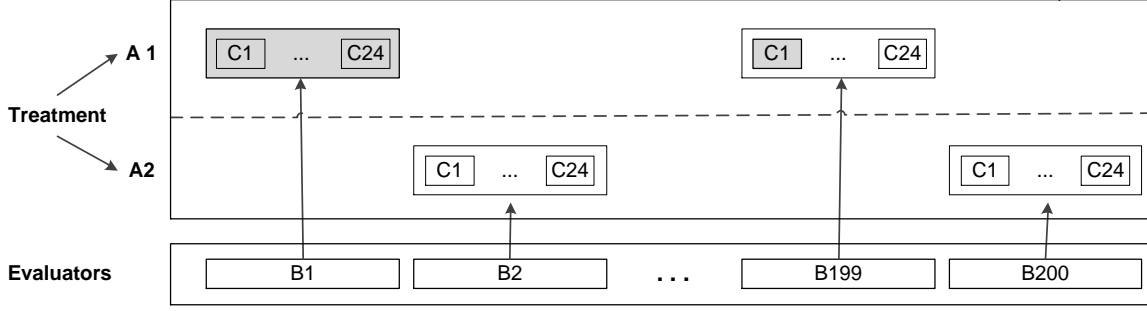 A 1 C1 ... C24 C1 ... C24
Treatment
A2 C1 ... C24 C1 ... C24
Evaluators B1 B2 ... B199 B200